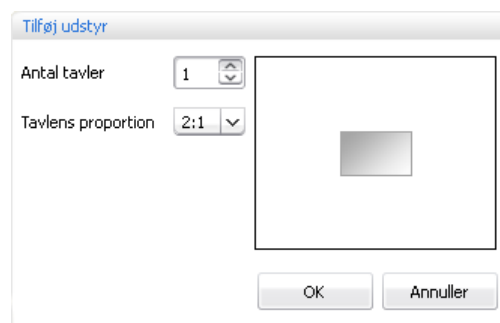 Tilføj udstyr
Antal tavler 1
Tavlens proportion 2:1
OK Annuller